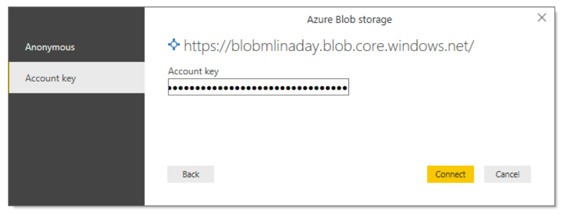 Azure Blob storage
Anonymous
Account key
https://blobmlinaday.blob.core.windows.net/
Account key
Back
Connect
Cancel